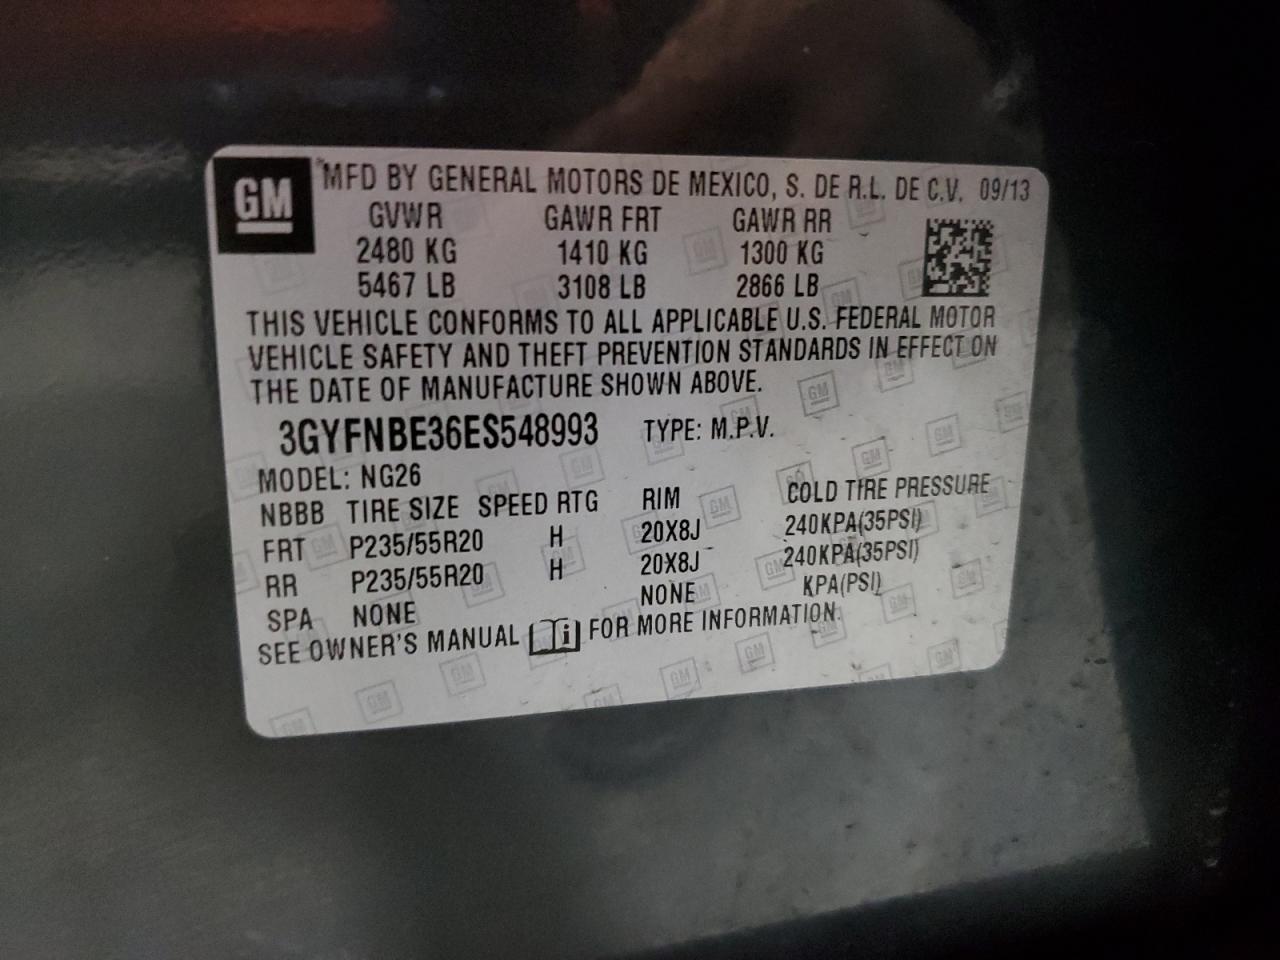 GM
MFD BY GENERAL MOTORS DE MEXICO, S. DE R.L. DE C.V. 09/13
GVWR GAWR FRT GAWR RR
2480 KG 1410 KG 1300 KG
5467 LB 3108 LB 2866 LB
THIS VEHICLE CONFORMS TO ALL APPLICABLE U.S. FEDERAL MOTOR
VEHICLE SAFETY AND THEFT PREVENTION STANDARDS IN EFFECT ON
THE DATE OF MANUFACTURE SHOWN ABOVE.
3GYFNBE36ES548993 TYPE: M.P.V.
MODEL: NG26
NBBB TIRE SIZE SPEED RTG RIM COLD TIRE PRESSURE
FRT P235/55R20 H 20X8J 240KPA(35PSI)
RR P235/55R20 H 20X8J 240KPA(35PSI)
SPA NONE NONE KPA(PSI)
SEE OWNER'S MANUAL i FOR MORE INFORMATION.